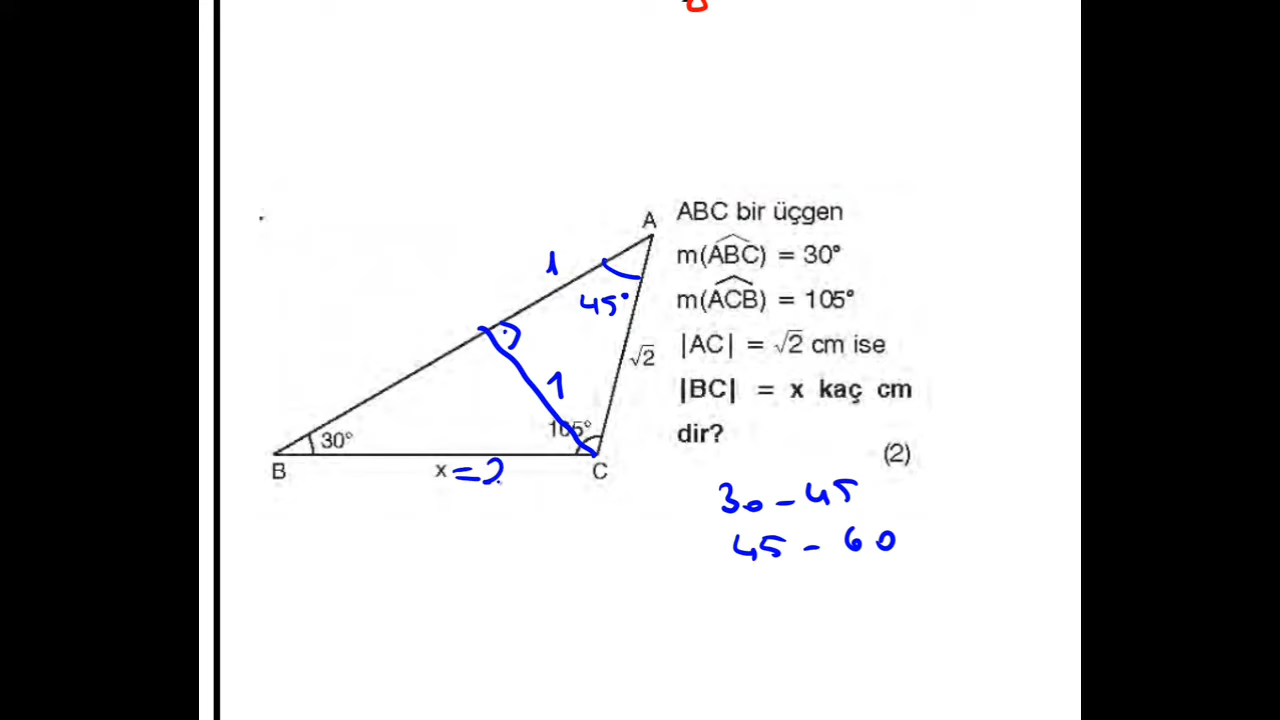 A
ABC bir üçgen
1
m(ABC) = 30°
45°
m(ACB) = 105°
√2
|AC| = √2 cm ise
1
|BC| = x kaç cm
105°
dir?
30°
(2)
B
x = 2
C
30 - 45
45 - 60